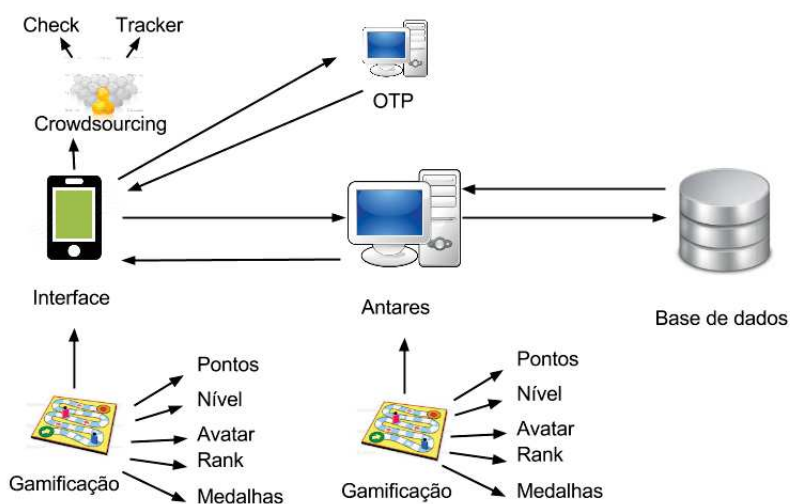 Check
Tracker
Crowdsourcing
OTP
Interface
Antares
Base de dados
Pontos
Nível
Avatar
Rank
Medalhas
Gamificação
Pontos
Nível
Avatar
Rank
Medalhas
Gamificação